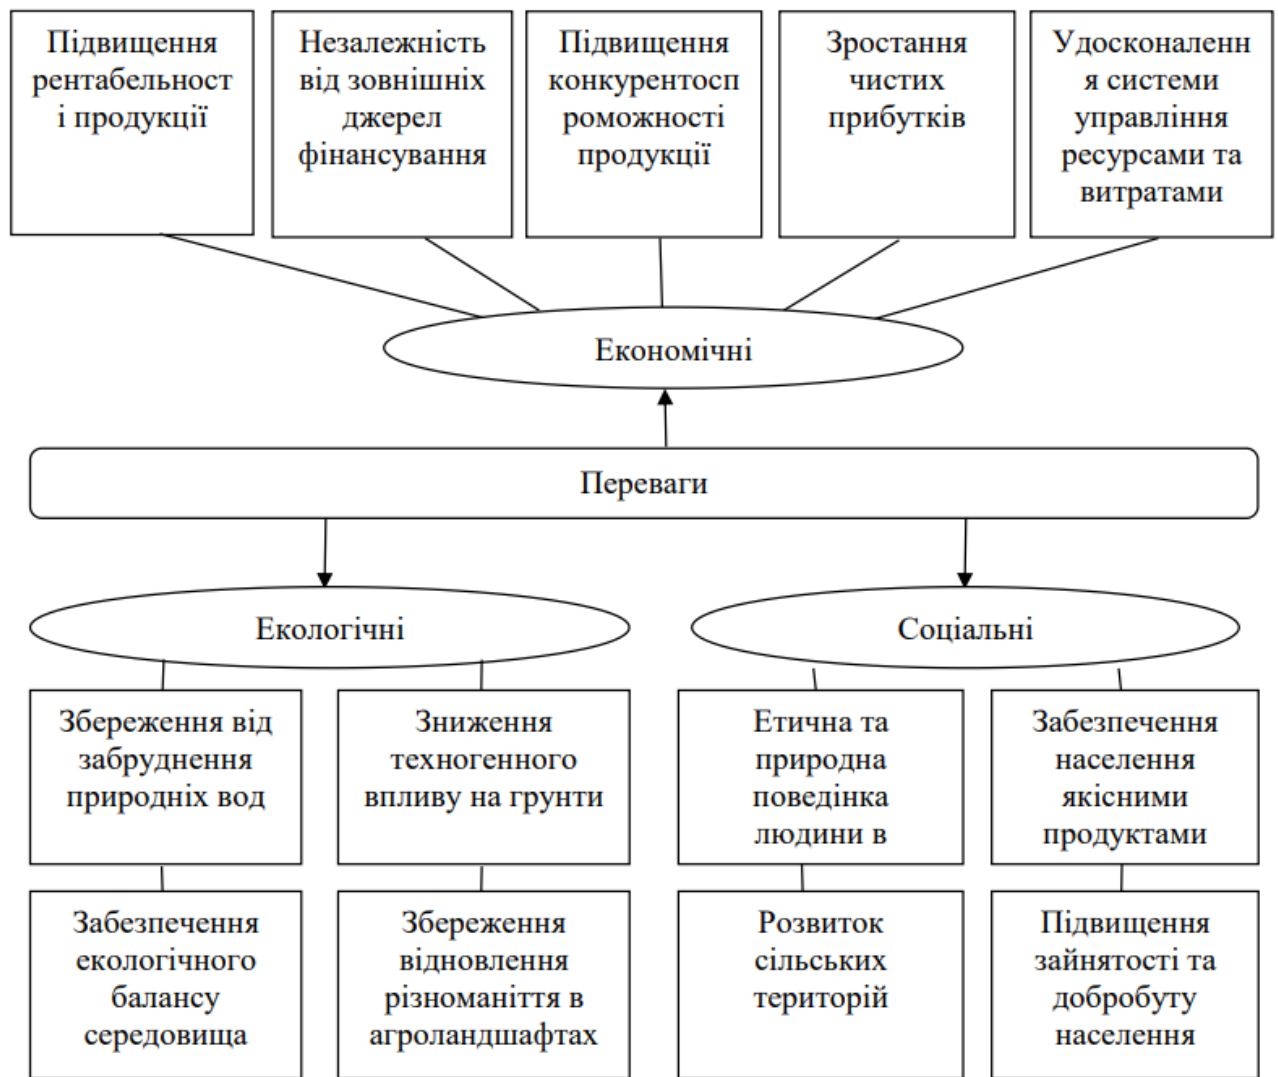 Підвищення
рентабельност
і продукції
Незалежність
від зовнішніх
джерел
фінансування
Підвищення
конкурентосп
роможності
продукції
Зростання
чистих
прибутків
Удосконаленн
я системи
управління
ресурсами та
витратами
Економічні
Переваги
Екологічні
Соціальні
Збереження від
забруднення
природніх вод
Зниження
техногенного
впливу на грунти
Етична та
природна
поведінка
людини в
Забезпечення
населення
якісними
продуктами
Забезпечення
екологічного
балансу
середовища
Збереження
відновлення
різноманіття в
агроландшафтах
Розвиток
сільських
територій
Підвищення
зайнятості та
добробуту
населення